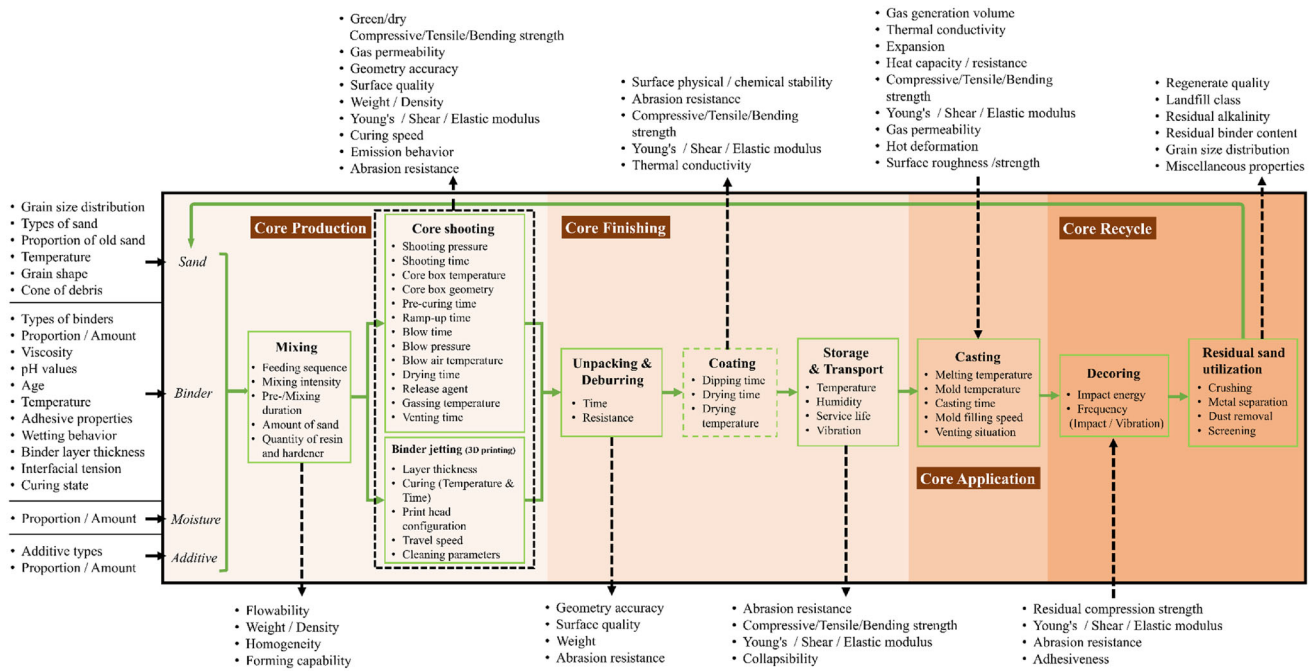 • Green/dry
Compressive/Tensile/Bending strength
• Gas permeability
• Geometry accuracy
• Surface quality
• Weight / Density
• Young's / Shear / Elastic modulus
• Curing speed
• Emission behavior
• Abrasion resistance
• Surface physical / chemical stability
• Abrasion resistance
• Compressive/Tensile/Bending
strength
• Young's / Shear / Elastic modulus
• Thermal conductivity
• Gas generation volume
• Thermal conductivity
• Expansion
• Heat capacity / resistance
• Compressive/Tensile/Bending
strength
• Young's / Shear / Elastic modulus
• Gas permeability
• Hot deformation
• Surface roughness /strength
• Regenerate quality
• Landfill class
• Residual alkalinity
• Residual binder content
• Grain size distribution
• Miscellaneous properties
• Grain size distribution
• Types of sand
• Proportion of old sand
• Temperature
• Grain shape
• Cone of debris
• Types of binders
• Proportion / Amount
• Viscosity
• pH values
• Age
• Temperature
• Adhesive properties
• Wetting behavior
• Binder layer thickness
• Interfacial tension
• Curing state
• Proportion / Amount
• Additive types
• Proportion / Amount
Sand
Binder
Moisture
Additive
Core Production
Mixing
• Feeding sequence
• Mixing intensity
• Pre-/Mixing
duration
• Amount of sand
• Quantity of resin
and hardener
Core shooting
• Shooting pressure
• Shooting time
• Core box temperature
• Core box geometry
• Pre-curing time
• Ramp-up time
• Blow time
• Blow pressure
• Blow air temperature
• Drying time
• Release agent
• Gassing temperature
• Venting time
Binder jetting (3D printing)
• Layer thickness
• Curing (Temperature &
Time)
• Print head
configuration
• Travel speed
• Cleaning parameters
Core Finishing
Unpacking &
Deburring
• Time
• Resistance
Coating
• Dipping time
• Drying time
• Drying
temperature
Storage
& Transport
• Temperature
• Humidity
• Service life
• Vibration
Casting
• Melting temperature
• Mold temperature
• Casting time
• Mold filling speed
• Venting situation
Core Application
Core Recycle
Decoring
• Impact energy
• Frequency
(Impact / Vibration)
Residual sand
utilization
• Crushing
• Metal separation
• Dust removal
• Screening
• Flowability
• Weight / Density
• Homogeneity
• Forming capability
• Geometry accuracy
• Surface quality
• Weight
• Abrasion resistance
• Abrasion resistance
• Compressive/Tensile/Bending strength
• Young's / Shear / Elastic modulus
• Collapsibility
• Residual compression strength
• Young's / Shear / Elastic modulus
• Abrasion resistance
• Adhesiveness